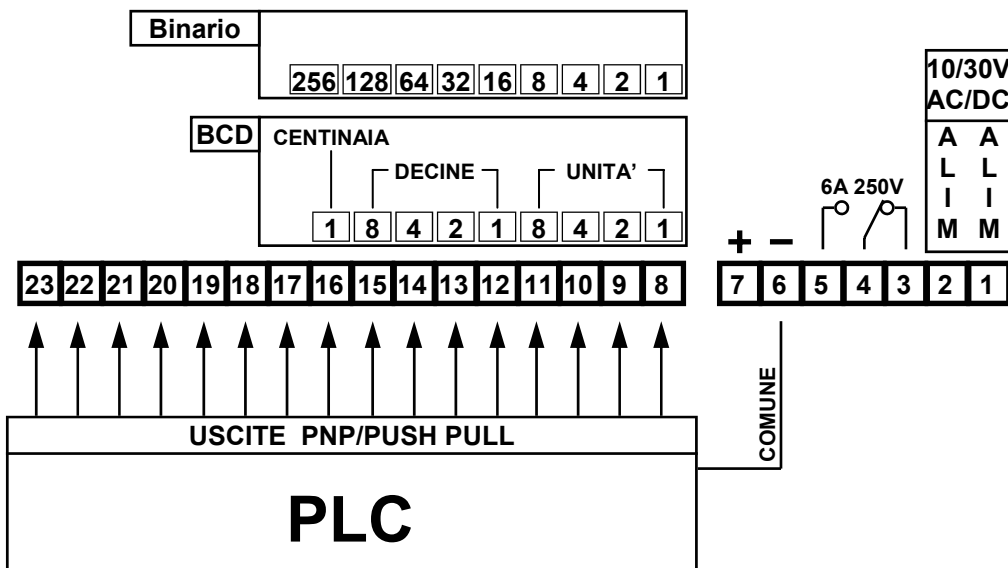 Binario
256 128 64 32 16 8 4 2 1
BCD CENTINAIA
DECINE UNITA’
1 8 4 2 1 8 4 2 1
10/30V
AC/DC
A A
L L
I I
M M
6A 250V
+ −
23 22 21 20 19 18 17 16 15 14 13 12 11 10 9 8 7 6 5 4 3 2 1
COMUNE
USCITE PNP/PUSH PULL
PLC